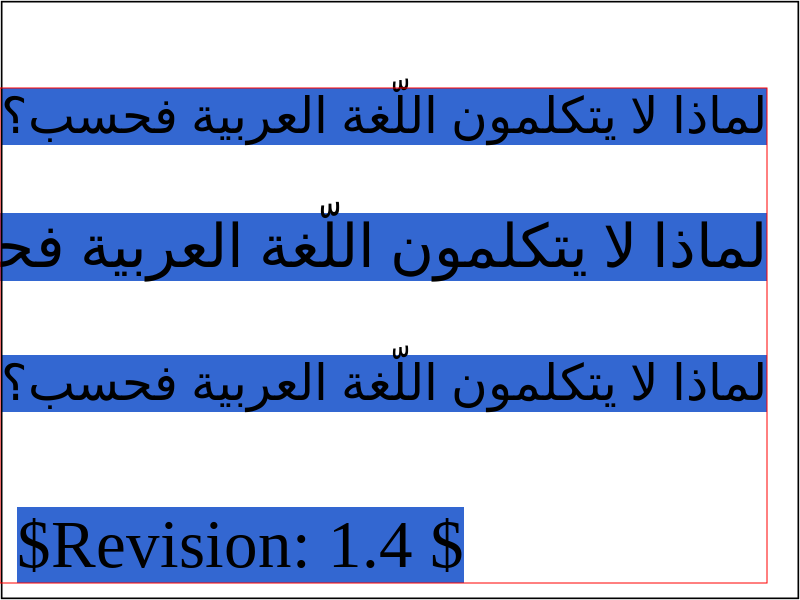 لماذا لا يتكلمون اللّغة العربية فحسب؟
لماذا لا يتكلمون اللّغة العربية فح
لماذا لا يتكلمون اللّغة العربية فحسب؟
$Revision: 1.4 $